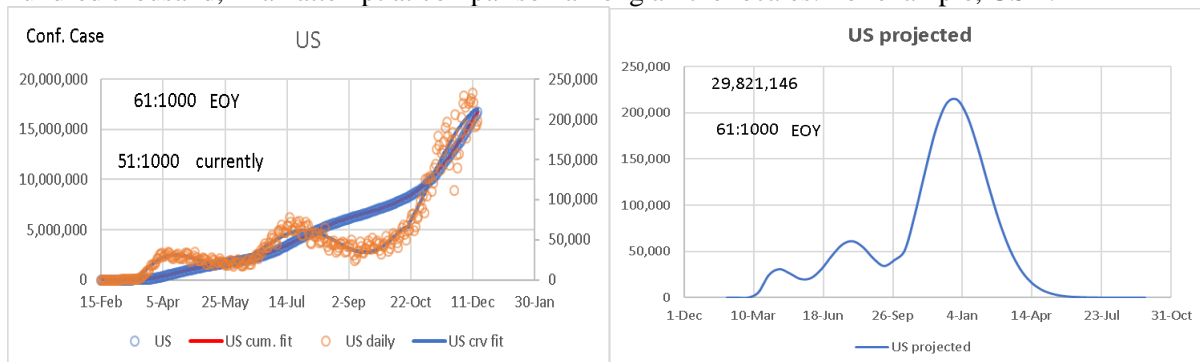 Conf. Case
US
20,000,000
15,000,000
10,000,000
5,000,000
0
250,000
200,000
150,000
100,000
50,000
0
61:1000 EOY
51:1000 currently
15-Feb 5-Apr 25-May 14-Jul 2-Sep 22-Oct 11-Dec 30-Jan
US US cum. fit US daily US crv fit
US projected
250,000
200,000
150,000
100,000
50,000
0
29,821,146
61:1000 EOY
1-Dec 10-Mar 18-Jun 26-Sep 4-Jan 14-Apr 23-Jul 31-Oct
US projected